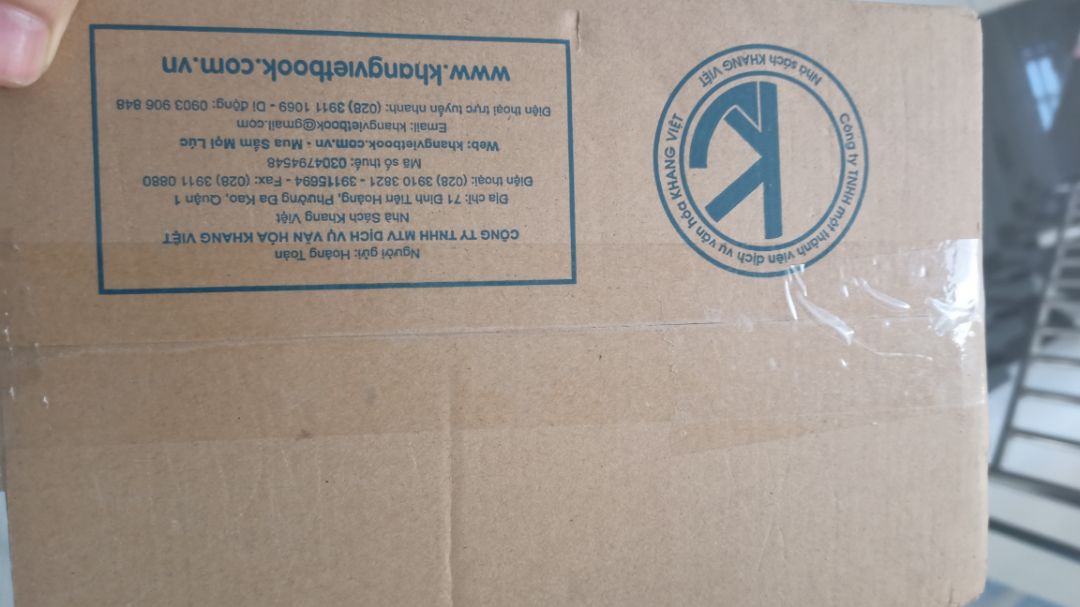 Người gửi: Hoàng Toán
CÔNG TY TNHH MTV DỊCH VỤ VĂN HÓA KHANG VIỆT
Nhà Sách Khang Việt
Địa chỉ: 71 Đinh Tiên Hoàng, Phường Đa Kao, Quận 1
Điện thoại: (028) 3910 3821 - 39115694 - Fax: (028) 3911 0880
Mã số thuế: 0304794548
Web: khangvietbook.com.vn - Mua Sắm Mọi Lúc
Email: khangvietbook@gmail.com
Điện thoại trực tuyến nhanh: (028) 3911 1069 - Di động: 0903 906 848
www.khangvietbook.com.vn
Công ty TNHH một thành viên dịch vụ văn hóa KHANG VIỆT
Nhà sách KHANG VIỆT